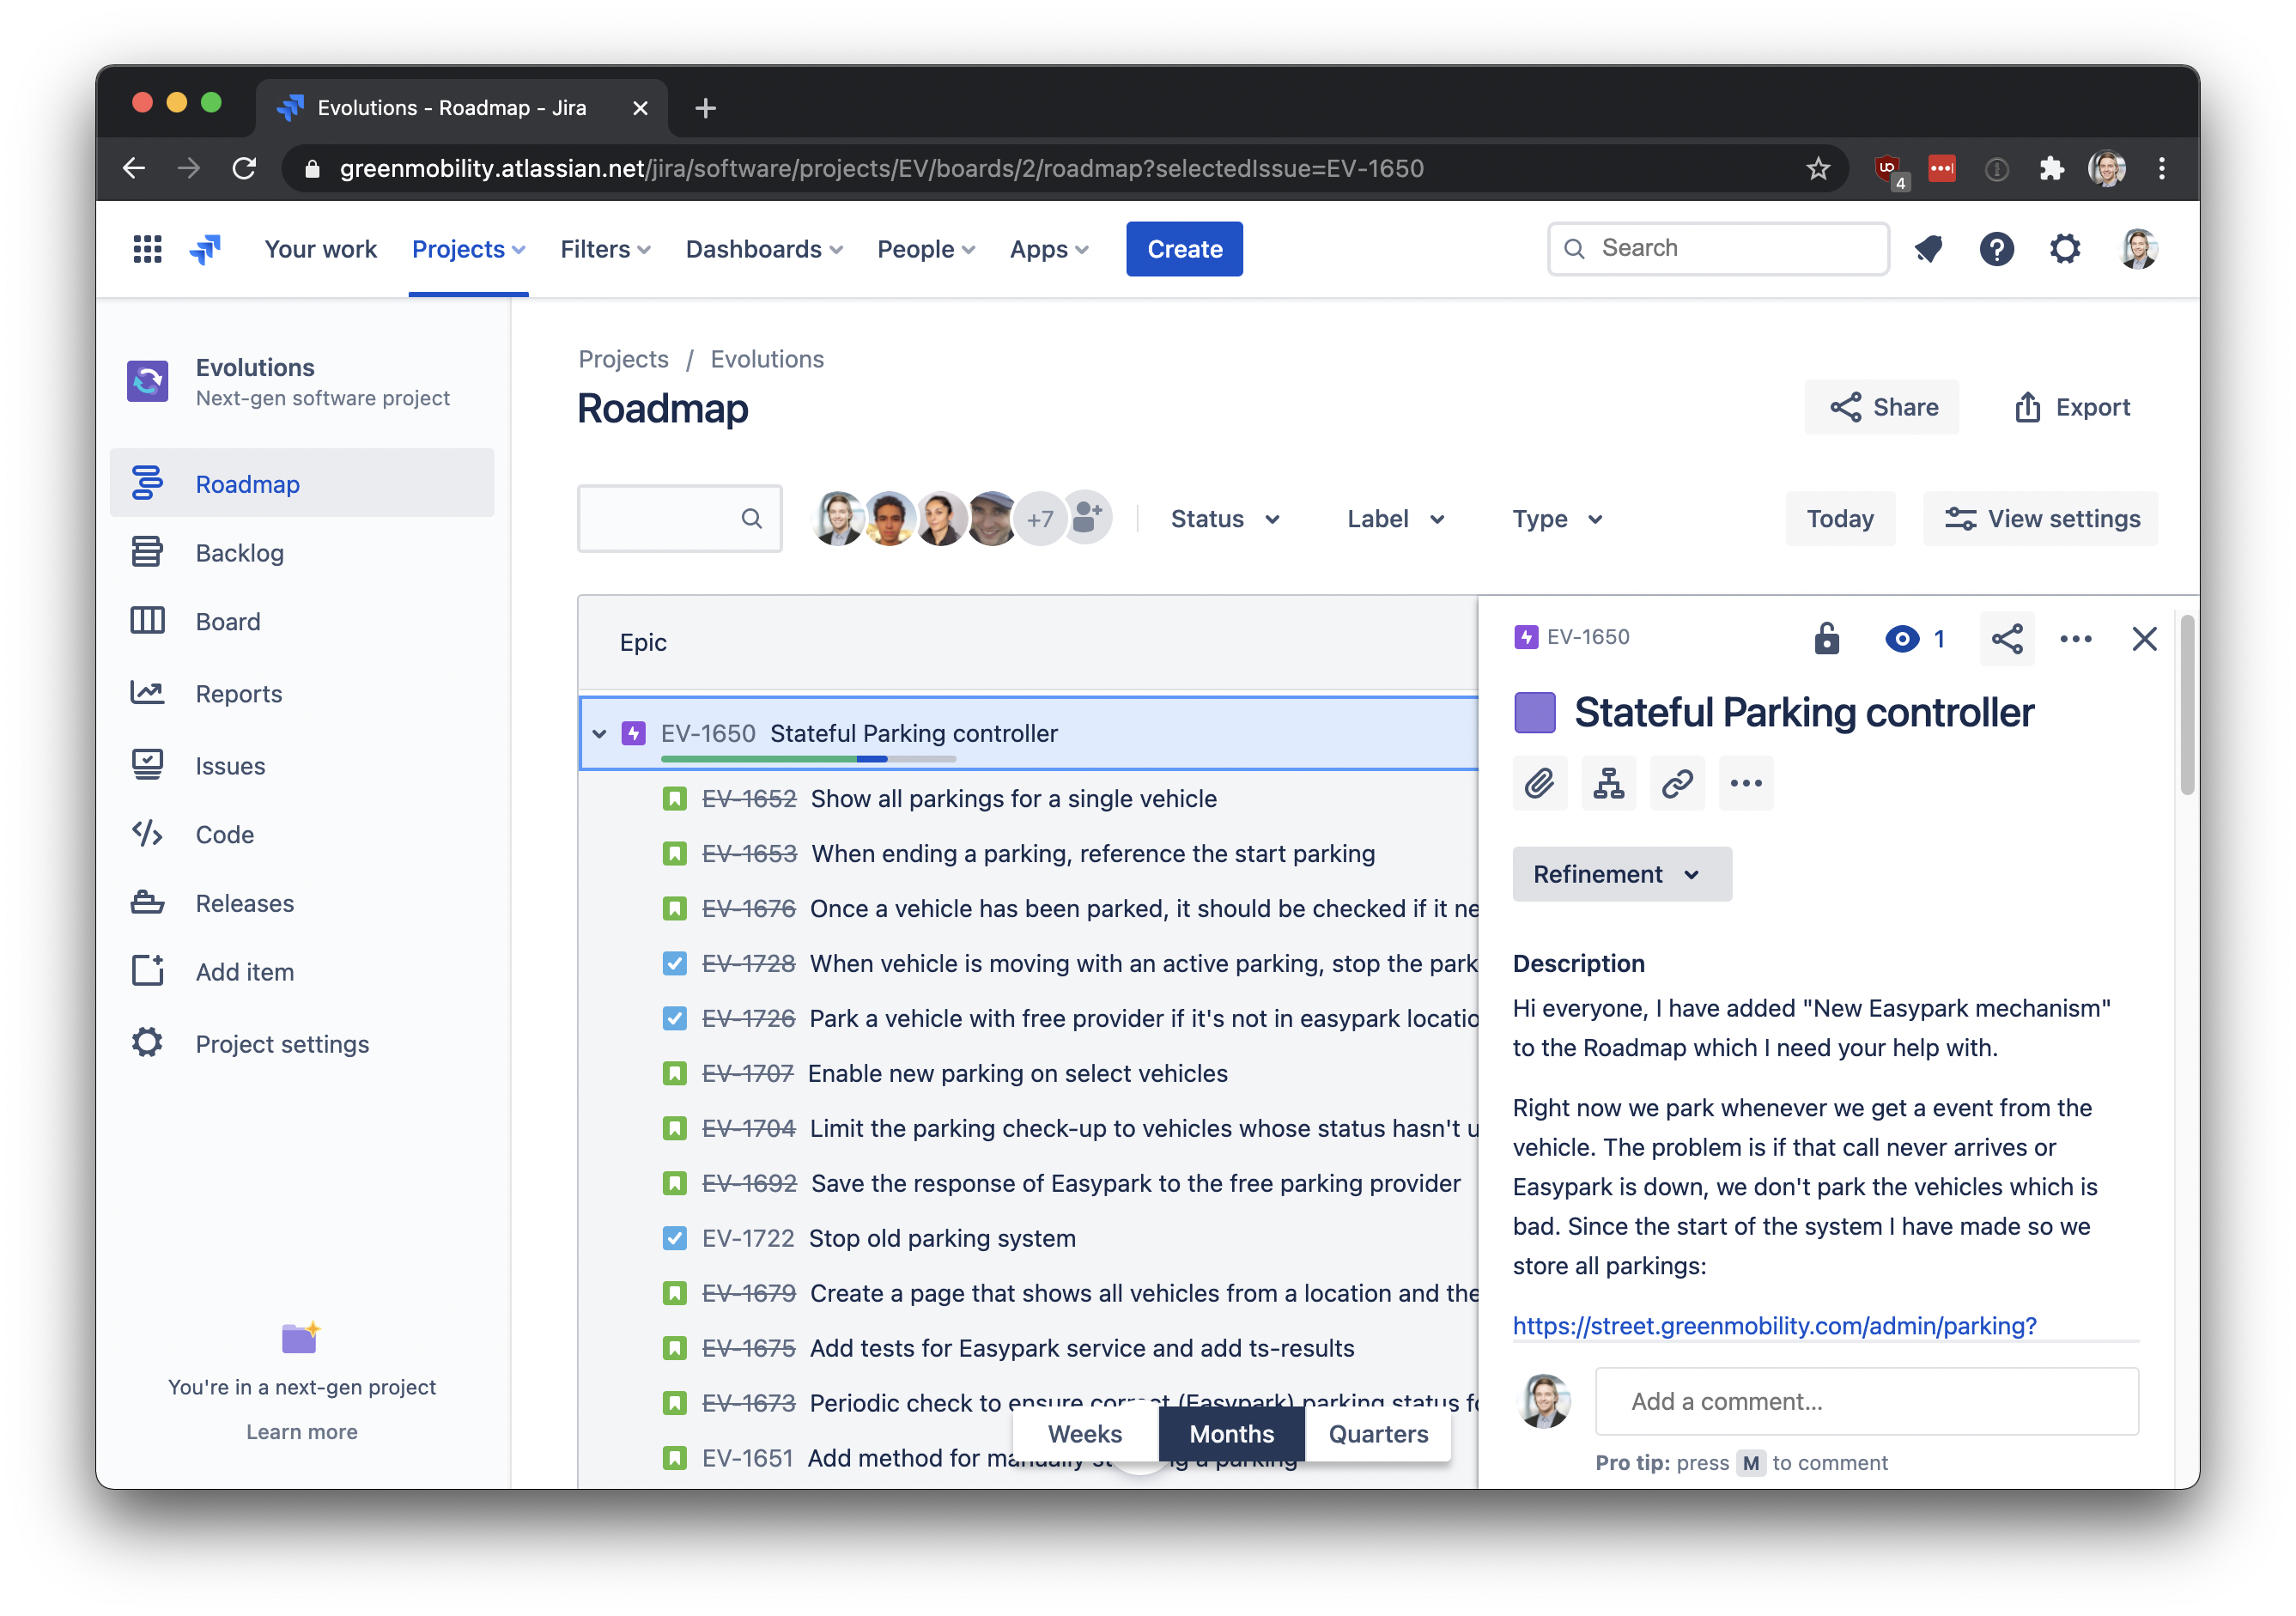 Evolutions - Roadmap - Jira
greenmobility.atlassian.net/jira/software/projects/EV/boards/2/roadmap?selectedIssue=EV-1650
4
Your work Projects Filters Dashboards People Apps Create Search
Evolutions
Next-gen software project
Roadmap
Backlog
Board
Reports
Issues
Code
Releases
Add item
Project settings
You're in a next-gen project
Learn more
Projects / Evolutions
Roadmap
Share Export
+7 Status Label Type Today View settings
Epic
EV-1650 Stateful Parking controller
EV-1652 Show all parkings for a single vehicle
EV-1653 When ending a parking, reference the start parking
EV-1676 Once a vehicle has been parked, it should be checked if it ne
EV-1728 When vehicle is moving with an active parking, stop the park
EV-1726 Park a vehicle with free provider if it's not in easypark locatio
EV-1707 Enable new parking on select vehicles
EV-1704 Limit the parking check-up to vehicles whose status hasn't u
EV-1692 Save the response of Easypark to the free parking provider
EV-1722 Stop old parking system
EV-1679 Create a page that shows all vehicles from a location and the
EV-1675 Add tests for Easypark service and add ts-results
EV-1673 Periodic check to ensure correct (Easypark) parking status fo
EV-1651 Add method for manually a parking
Weeks Months Quarters
EV-1650
1
Stateful Parking controller
Refinement
Description
Hi everyone, I have added "New Easypark mechanism"
to the Roadmap which I need your help with.
Right now we park whenever we get a event from the
vehicle. The problem is if that call never arrives or
Easypark is down, we don't park the vehicles which is
bad. Since the start of the system I have made so we
store all parkings:
https://street.greenmobility.com/admin/parking?
Add a comment...
Pro tip: press M to comment